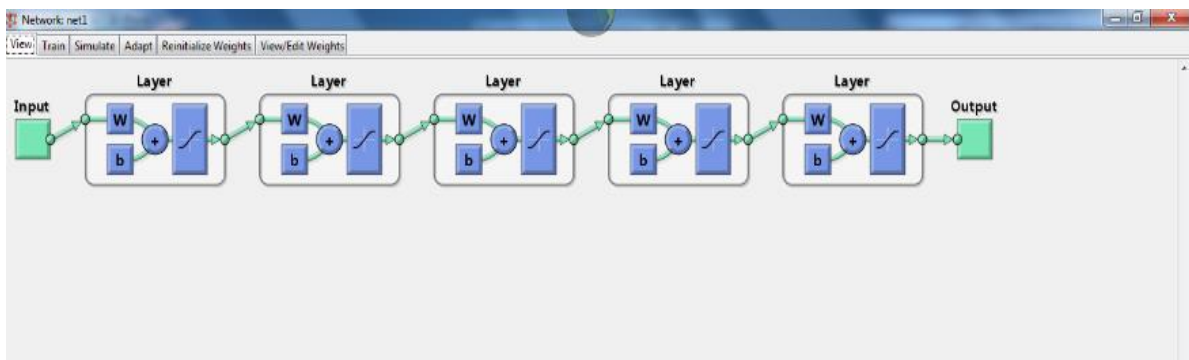 Network: net1
View Train Simulate Adapt Reinitialize Weights View/Edit Weights
Layer Layer Layer Layer Layer
Input
Output
W W W W W
+ + + + +
b b b b b